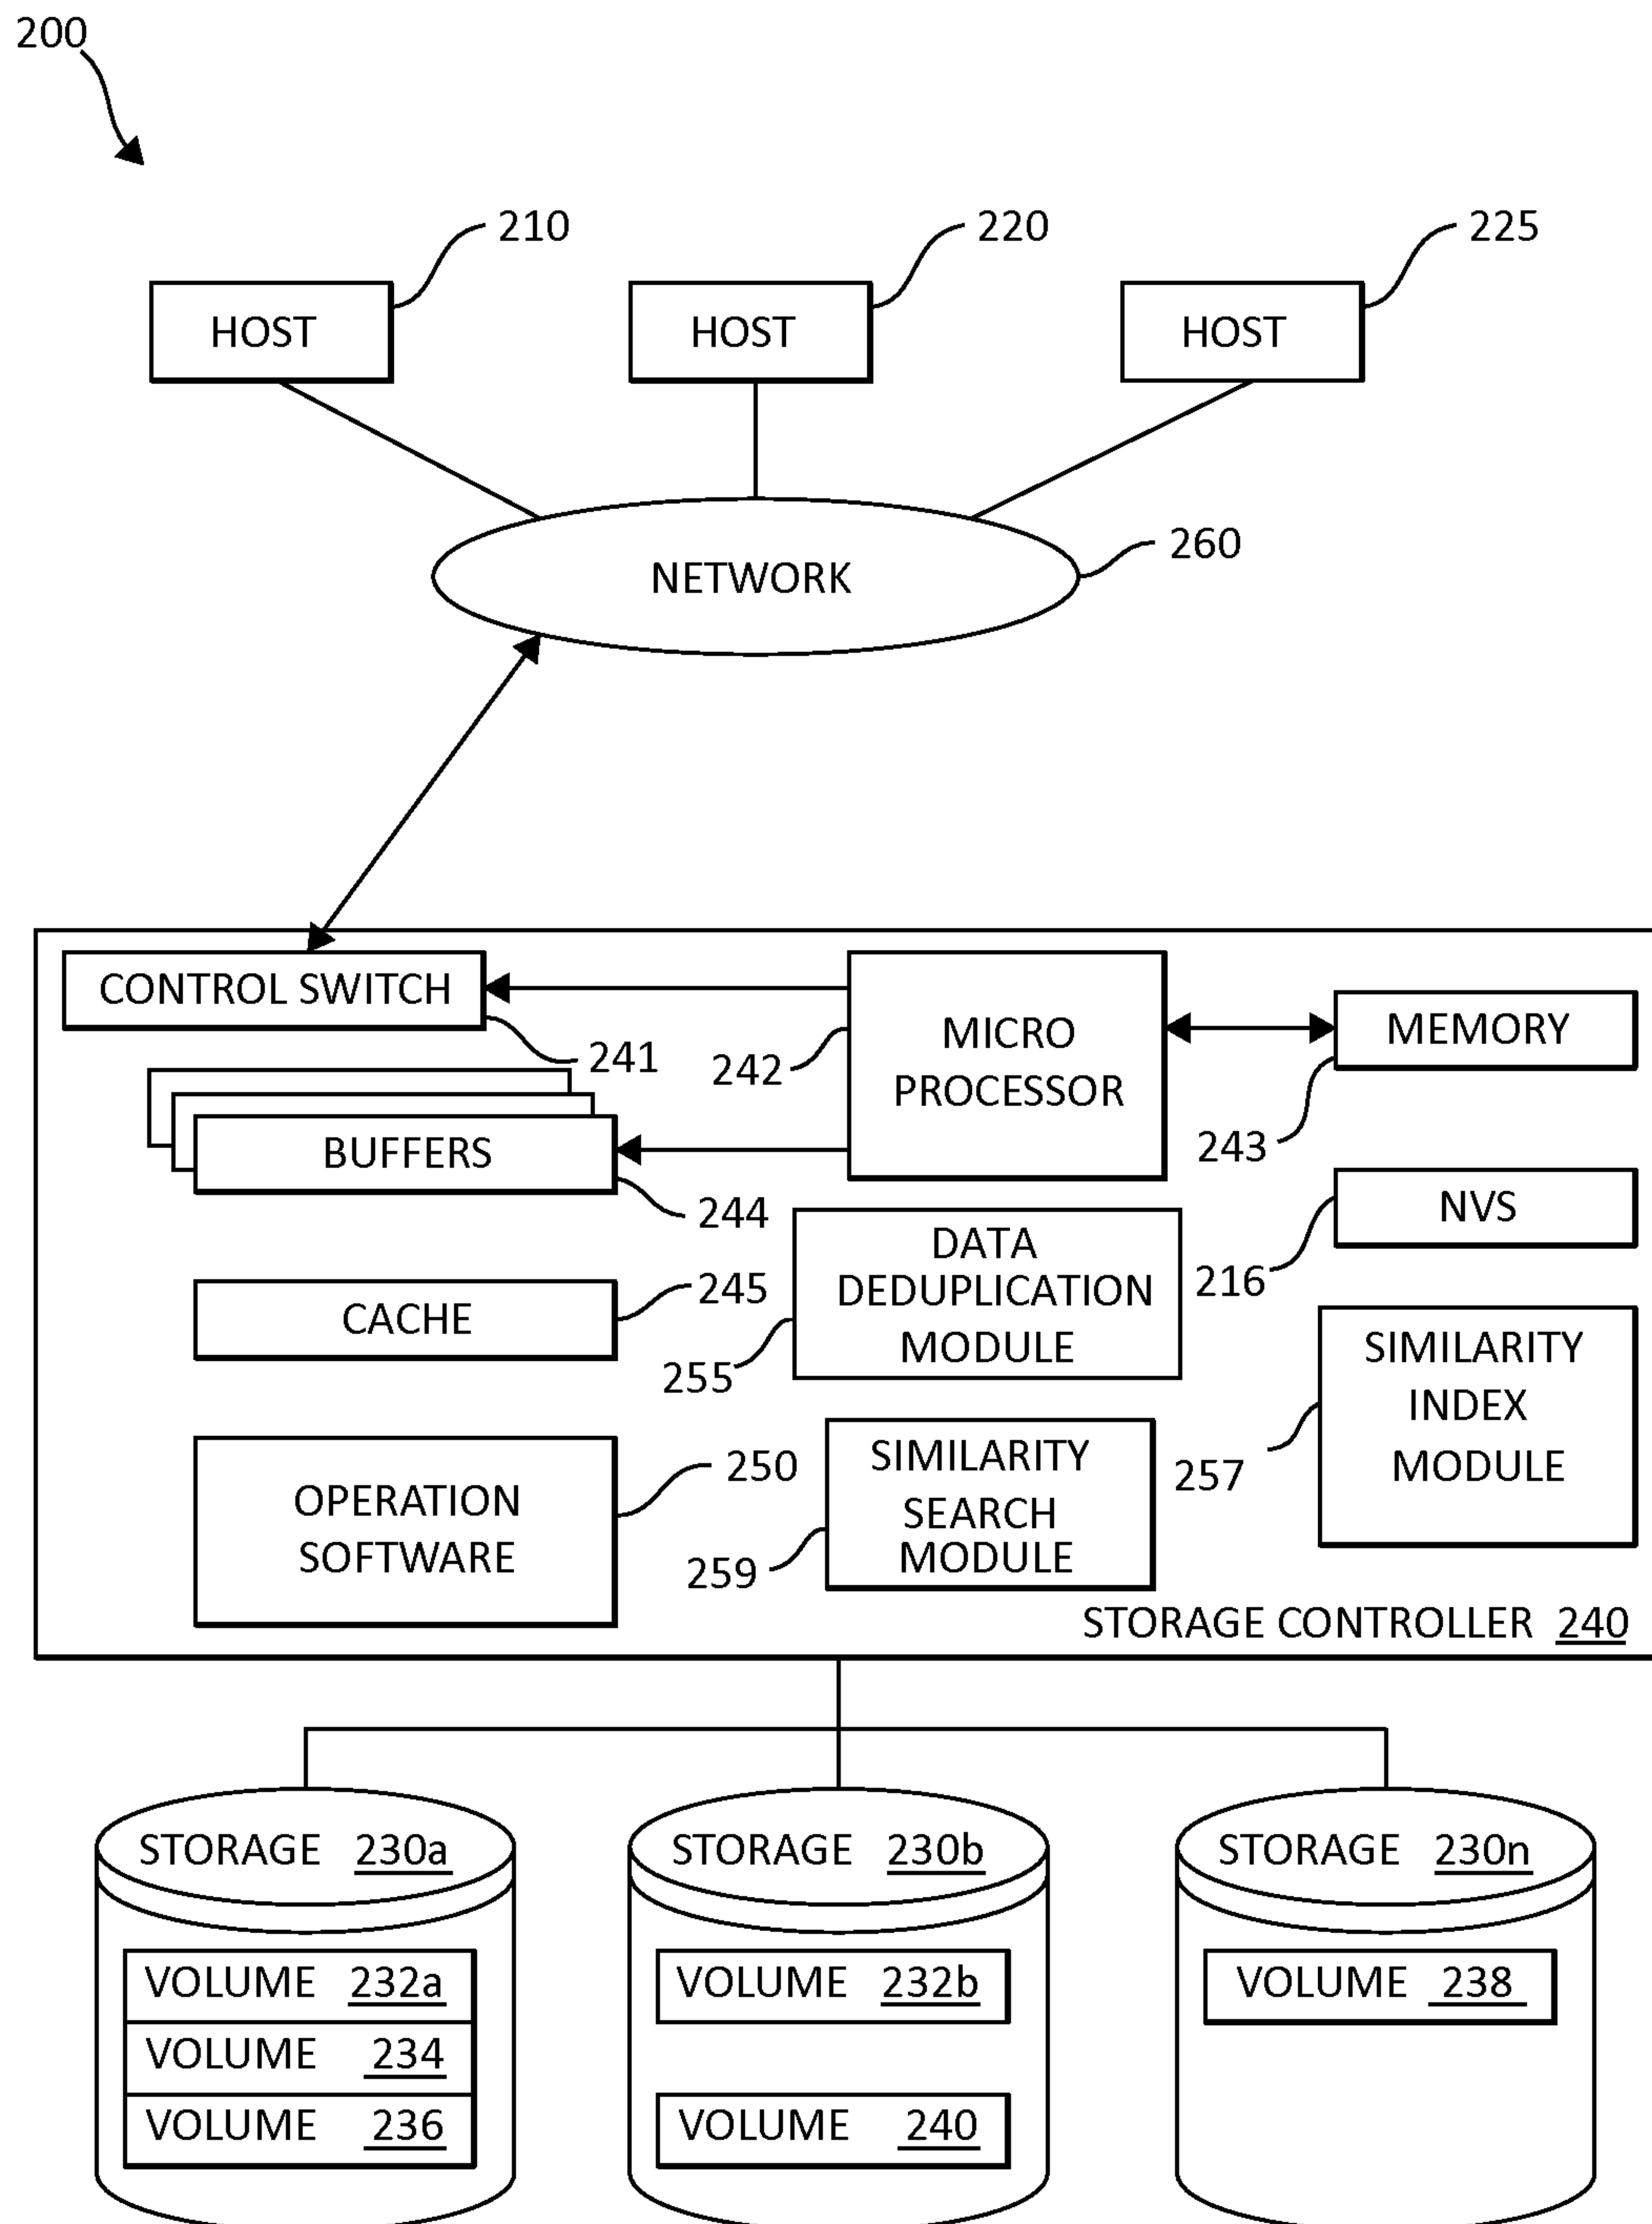 200
210
220
225
HOST
HOST
HOST
260
NETWORK
CONTROL SWITCH
241
242
MICRO
PROCESSOR
MEMORY
243
BUFFERS
244
NVS
216
DATA
DEDUPLICATION
MODULE
255
CACHE
245
SIMILARITY
INDEX
MODULE
257
OPERATION
SOFTWARE
250
SIMILARITY
SEARCH
MODULE
259
STORAGE CONTROLLER 240
STORAGE 230a
STORAGE 230b
STORAGE 230n
VOLUME 232a
VOLUME 234
VOLUME 236
VOLUME 232b
VOLUME 240
VOLUME 238